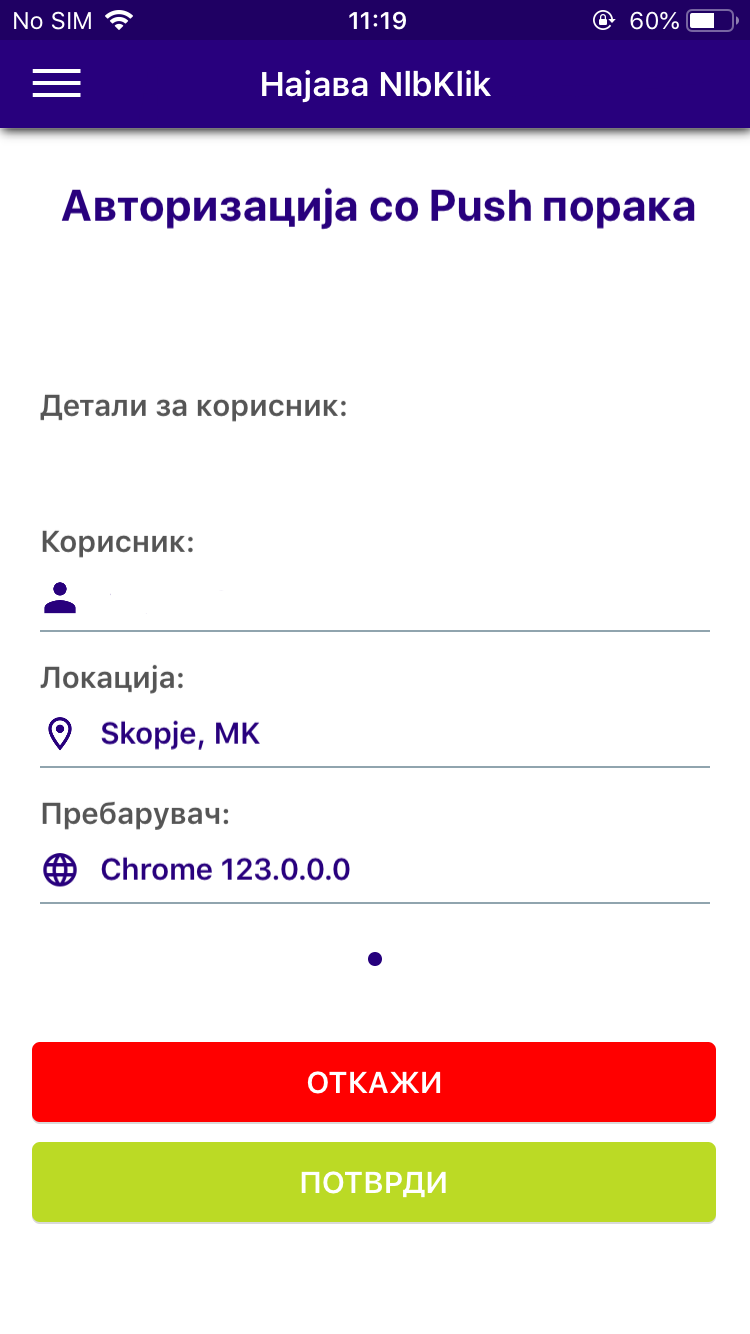 No SIM 11:19 60%
Најава NlbKlik
Авторизација со Push порака
Детали за корисник:
Корисник:
Локација:
Skopje, MK
Пребарувач:
Chrome 123.0.0.0
ОТКАЖИ
ПОТВРДИ